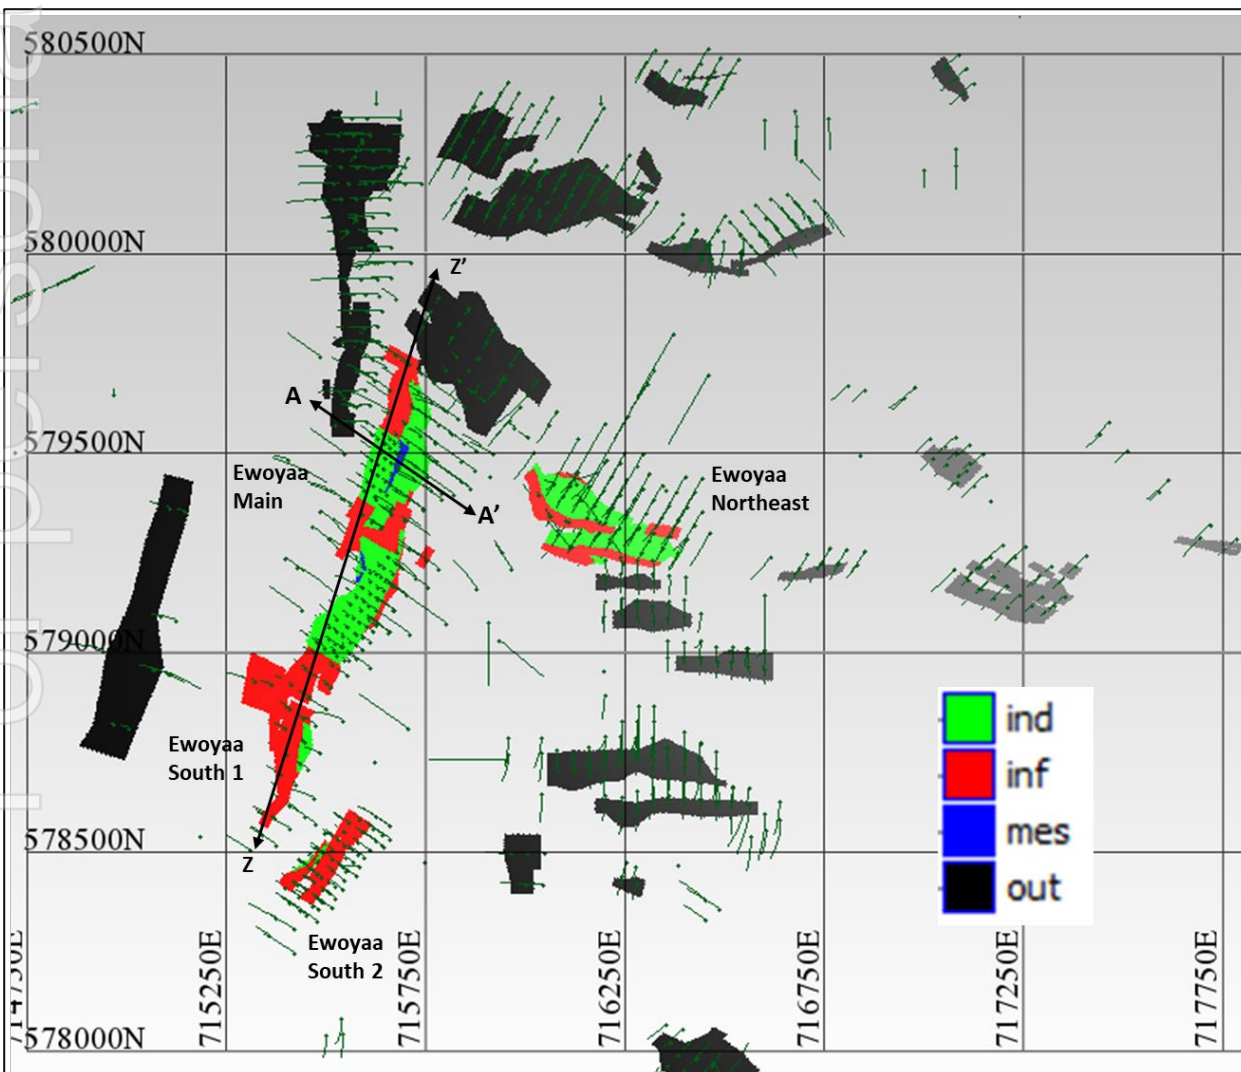 580500N
580000N
Z'
A
579500N
Ewoyaa
Main
A'
Ewoyaa
Northeast
579000N
Ewoyaa
South 1
ind
inf
mes
out
578500N
Z
Ewoyaa
South 2
715250E
715750E
716250E
716750E
717250E
717750E
578000N